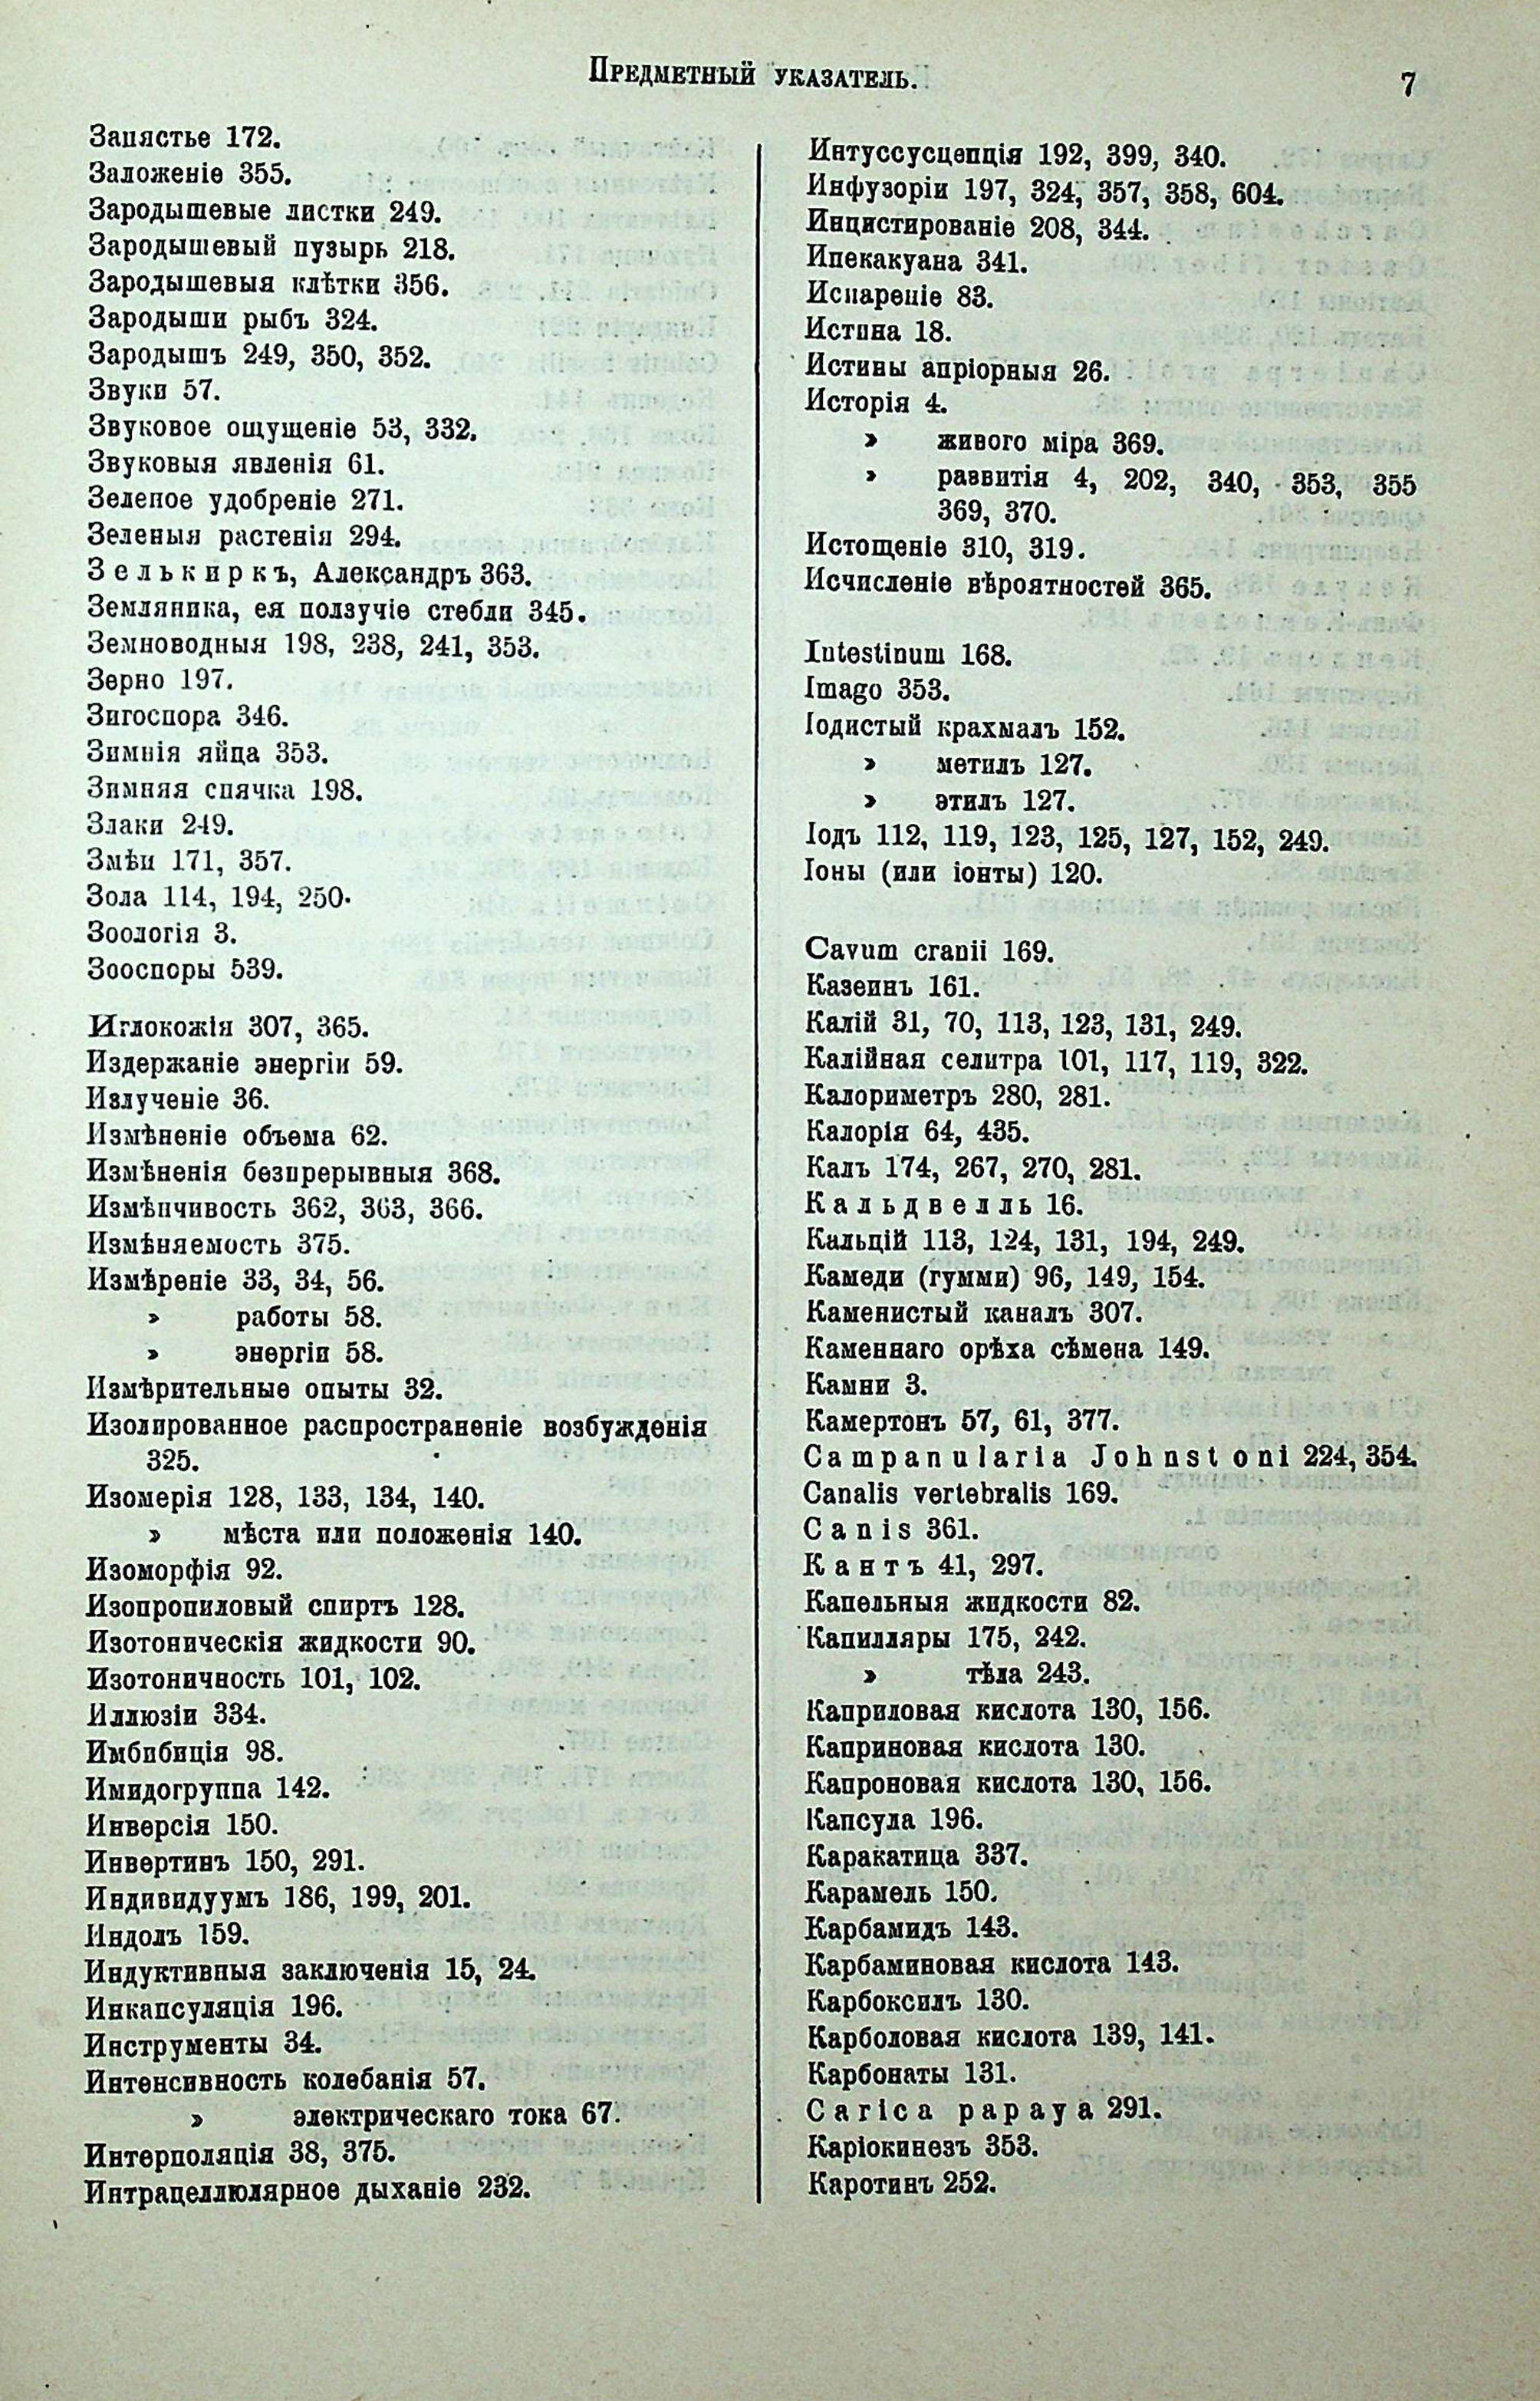 Предметный указатель.
7
Запястье 172.
Заложеніе 355.
Зародышевые листки 249.
Зародышевый пузырь 218.
Зародышевыя клѣтки 356.
Зародыши рыбъ 324.
Зародышъ 249, 350, 352.
Звуки 57.
Звуковое ощущеніе 53, 332.
Звуковыя явленія 61.
Зеленое удобреніе 271.
Зеленыя растенія 294.
Зелькиркъ, Александръ 363.
Земляника, ея ползучіе стебли 345.
Земноводныя 198, 238, 241, 353.
Зерно 197.
Зигоспора 346.
Зимнія яйца 353.
Зимняя спячка 198.
Злаки 249.
Змѣи 171, 357.
Зола 114, 194, 250.
Зоологія 3.
Зооспоры 539.
Иглокожія 307, 365.
Издержаніе энергіи 59.
Излученіе 36.
Измѣненіе объема 62.
Измѣненія безпрерывныя 368.
Измѣнчивость 362, 363, 366.
Измѣняемость 375.
Измѣреніе 33, 34, 56.
» работы 58.
» энергіи 58.
Измѣрительные опыты 32.
Изолированное распространеніе возбужденія
325.
Изомерія 128, 133, 134, 140.
» мѣста или положенія 140.
Изоморфія 92.
Изопропиловый спиртъ 128.
Изотоническія жидкости 90.
Изотоничность 101, 102.
Иллюзіи 334.
Имбибиція 98.
Имидогруппа 142.
Инверсія 150.
Инвертинъ 150, 291.
Индивидуумъ 186, 199, 201.
Индолъ 159.
Индуктивныя заключенія 15, 24.
Инкапсуляція 196.
Инструменты 34.
Интенсивность колебанія 57.
» электрическаго тока 67.
Интерполяція 38, 375.
Интрацеллюлярное дыханіе 232.
Интуссусцепція 192, 399, 340.
Инфузоріи 197, 324, 357, 358, 604.
Инцистированіе 208, 344.
Ипекакуана 341.
Испареніе 83.
Истина 18.
Истины апріорныя 26.
Исторія 4.
» живого міра 369.
» развитія 4, 202, 340, 353, 355
369, 370.
Истощеніе 310, 319.
Исчисленіе вѣроятностей 365.
Intestinum 168.
Imago 353.
Іодистый крахмалъ 152.
» метилъ 127.
» этилъ 127.
Іодъ 112, 119, 123, 125, 127, 152, 249.
Іоны (или іонты) 120.
Cavum cranii 169.
Казеинъ 161.
Калій 31, 70, 113, 123, 131, 249.
Калійная селитра 101, 117, 119, 322.
Калориметръ 280, 281.
Калорія 64, 435.
Калъ 174, 267, 270, 281.
Кальдвелль 16.
Кальцій 113, 124, 131, 194, 249.
Камеди (гумми) 96, 149, 154.
Каменистый каналъ 307.
Каменнаго орѣха сѣмена 149.
Камни 3.
Камертонъ 57, 61, 377.
Campanularia Johnstoni 224, 354.
Canalis vertebralis 169.
Canis 361.
Кантъ 41, 297.
Капельныя жидкости 82.
Капилляры 175, 242.
» тѣла 243.
Каприловая кислота 130, 156.
Каприновая кислота 130.
Капроновая кислота 130, 156.
Капсула 196.
Каракатица 337.
Карамель 150.
Карбамидъ 143.
Карбаминовая кислота 143.
Карбоксилъ 130.
Карболовая кислота 139, 141.
Карбонаты 131.
Carica papaya 291.
Каріокинезъ 353.
Каротинъ 252.